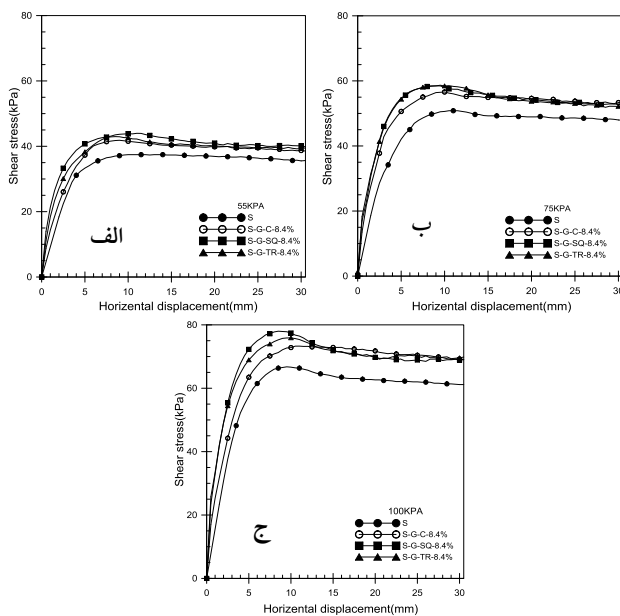 80
60
40
20
0
Shear stress(kPa)
0 5 10 15 20 25 30
Horizental displacement(mm)
الف
55KPA
S
S-G-C-8.4%
S-G-SQ-8.4%
S-G-TR-8.4%
80
60
40
20
0
Shear stress(kPa)
0 5 10 15 20 25 30
Horizental displacement(mm)
ب
75KPA
S
S-G-C-8.4%
S-G-SQ-8.4%
S-G-TR-8.4%
80
60
40
20
0
Shear stress(kPa)
0 5 10 15 20 25 30
Horizental displacement(mm)
ج
100KPA
S
S-G-C-8.4%
S-G-SQ-8.4%
S-G-TR-8.4%